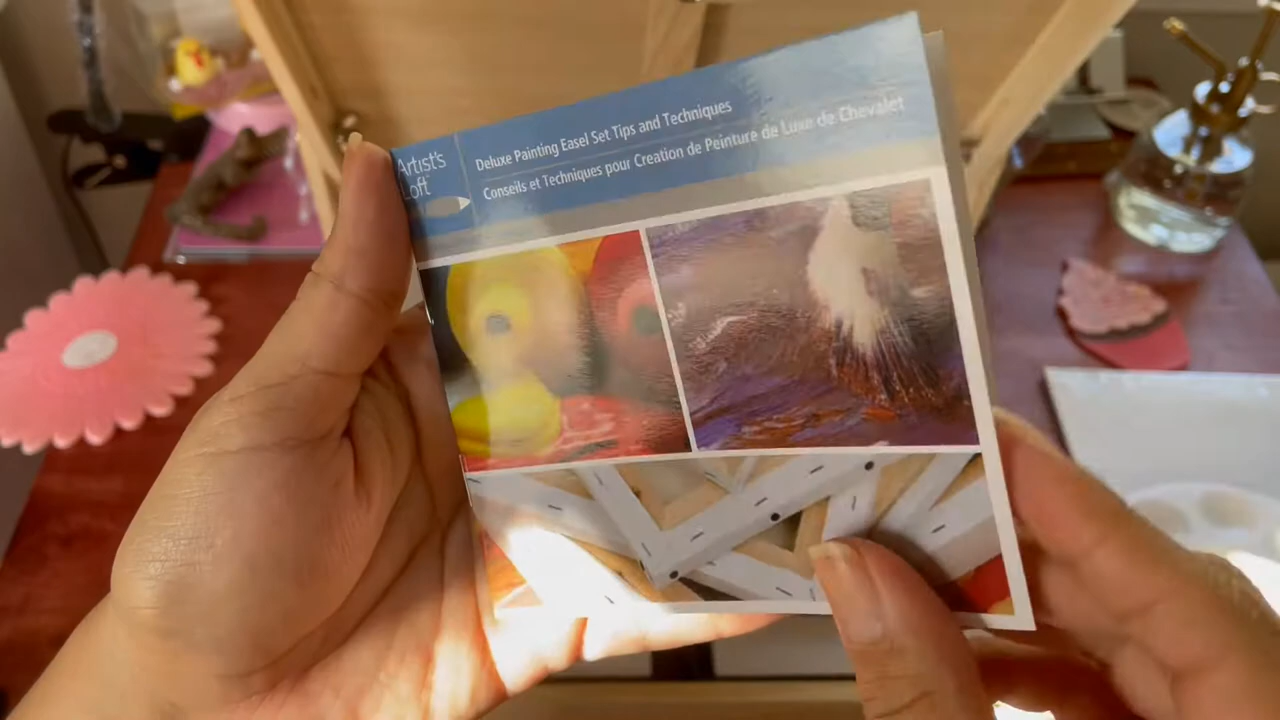 Artist's
Loft
Deluxe Painting Easel Set Tips and Techniques
Conseils et Techniques pour Creation de Peinture de Luxe de Chevalet